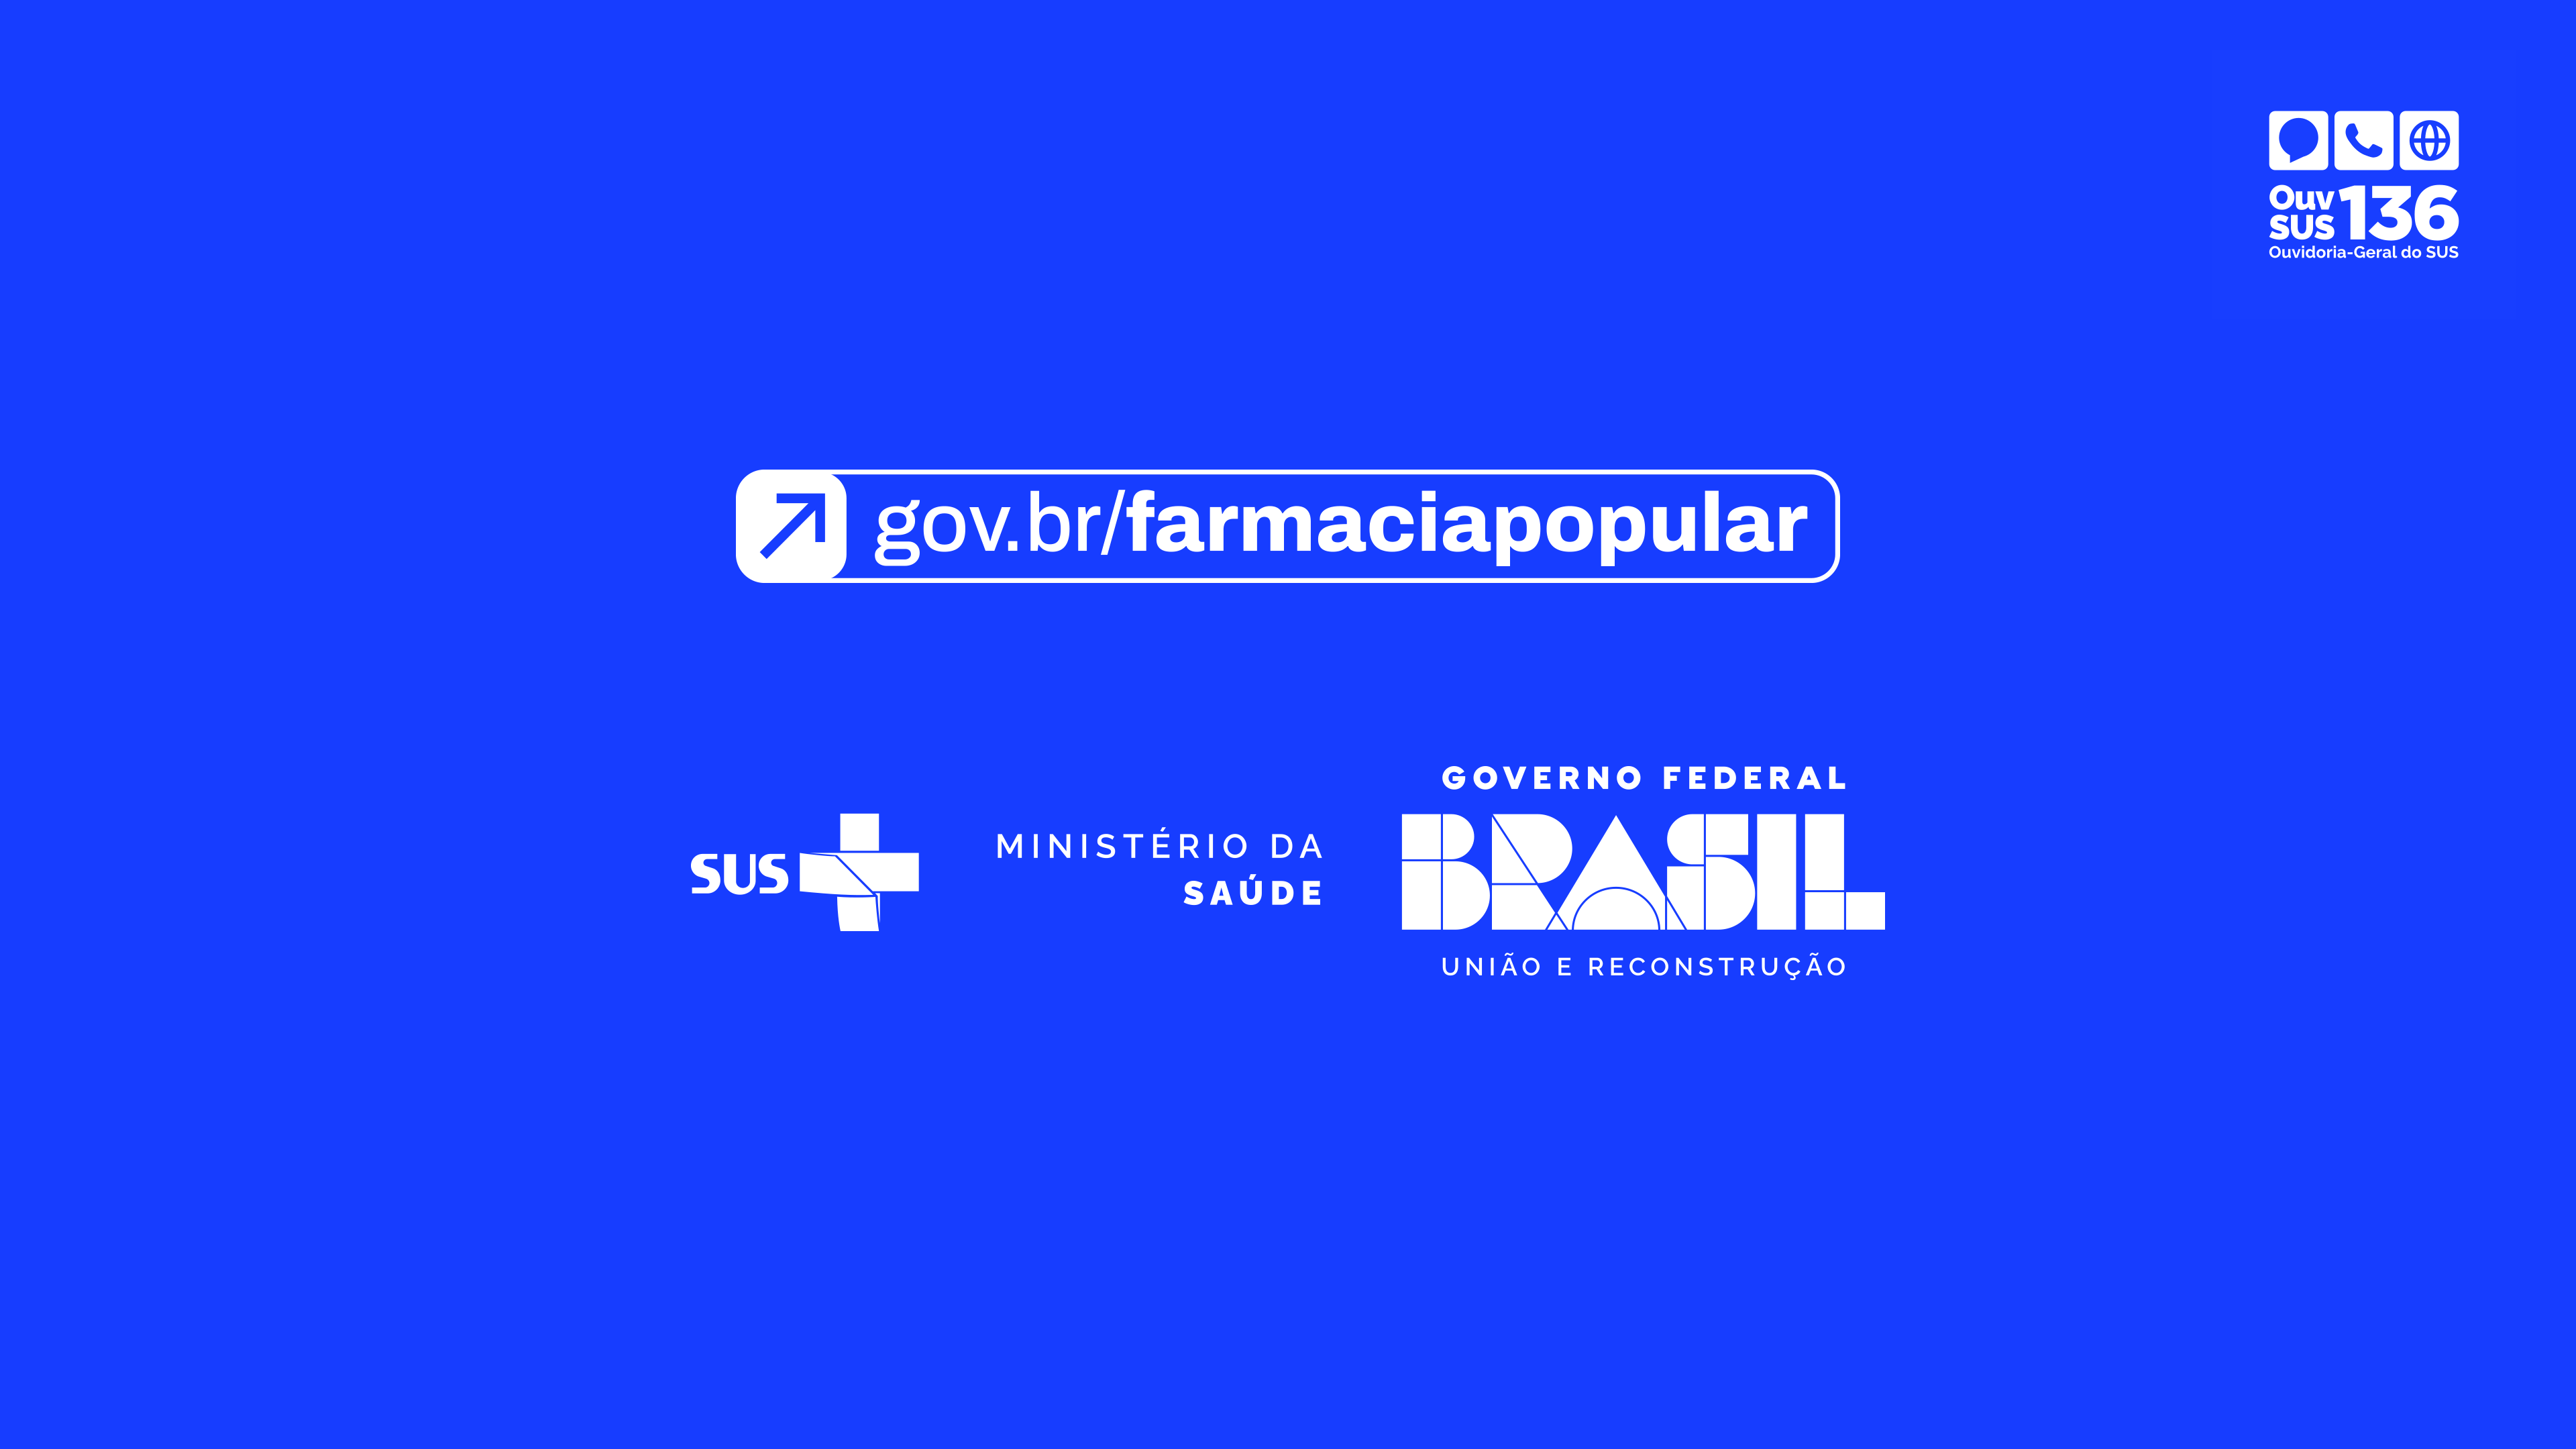 Ouv
SUS 136
Ouvidoria-Geral do SUS
gov.br/farmaciapopular
SUS
MINISTÉRIO DA
SAÚDE
GOVERNO FEDERAL
BRASIL
UNIÃO E RECONSTRUÇÃO